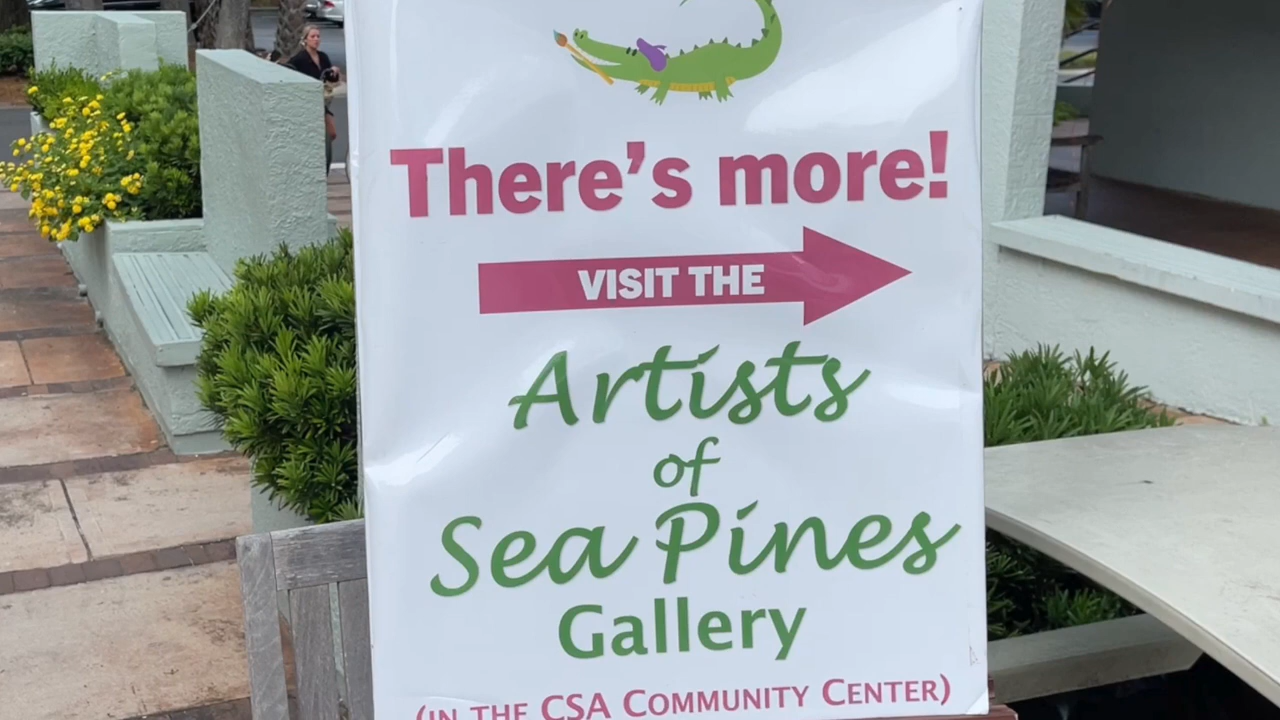 There's more!
VISIT THE
Artists
of
Sea Pines
Gallery
(IN THE CSA COMMUNITY CENTER)